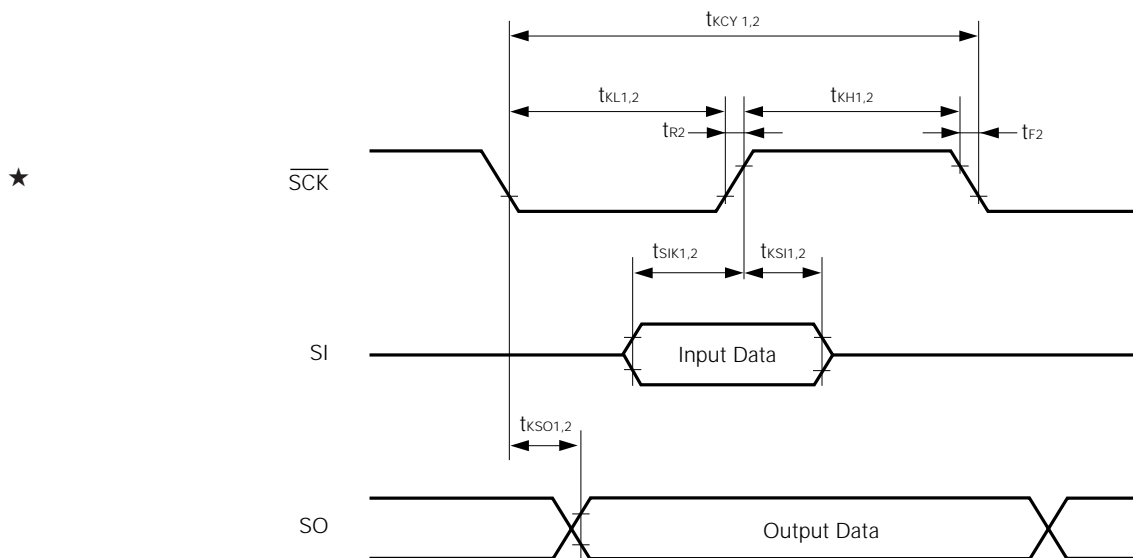 tKCY 1,2
tKL1,2
tKH1,2
tR2
tF2
★
SCK
tSIK1,2
tKSI1,2
SI
Input Data
tKSO1,2
SO
Output Data